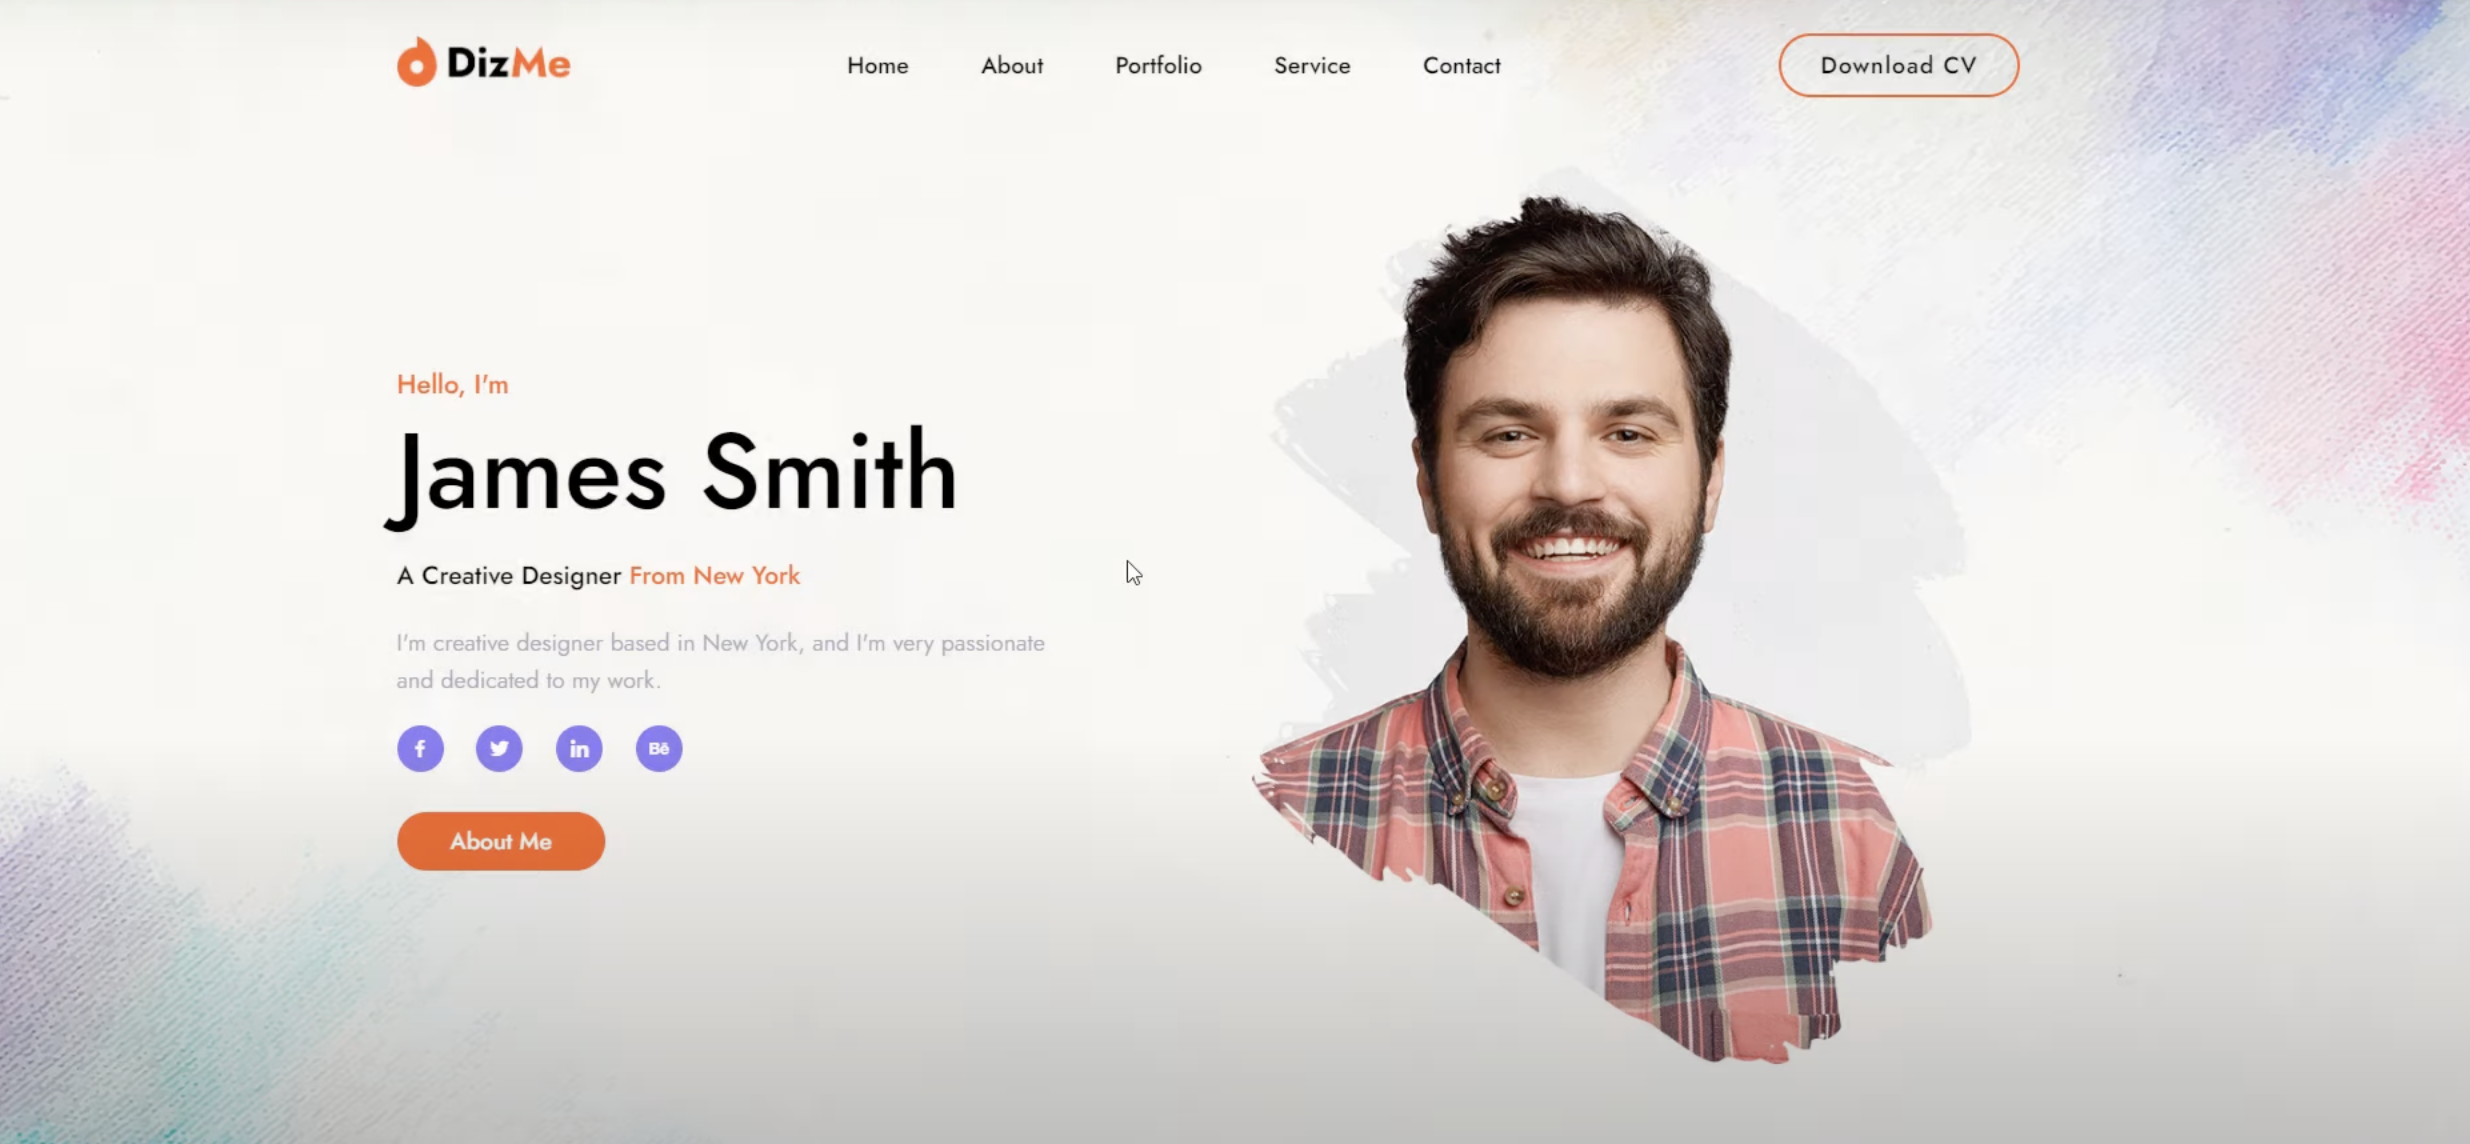 DizMe
Home
About
Portfolio
Service
Contact
Download CV
Hello, I'm
James Smith
A Creative Designer From New York
I'm creative designer based in New York, and I'm very passionate
and dedicated to my work.
f
in
Bē
About Me